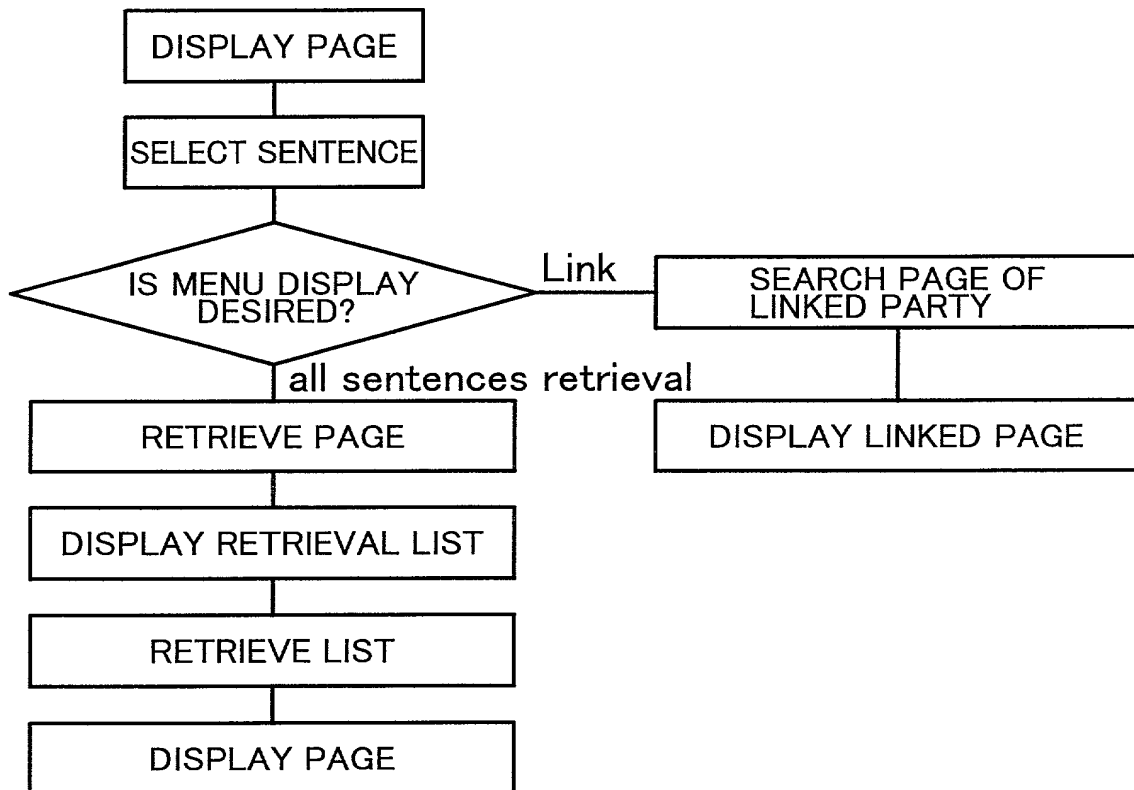 DISPLAY PAGE
SELECT SENTENCE
IS MENU DISPLAY
DESIRED?
Link
SEARCH PAGE OF
LINKED PARTY
all sentences retrieval
RETRIEVE PAGE
DISPLAY LINKED PAGE
DISPLAY RETRIEVAL LIST
RETRIEVE LIST
DISPLAY PAGE